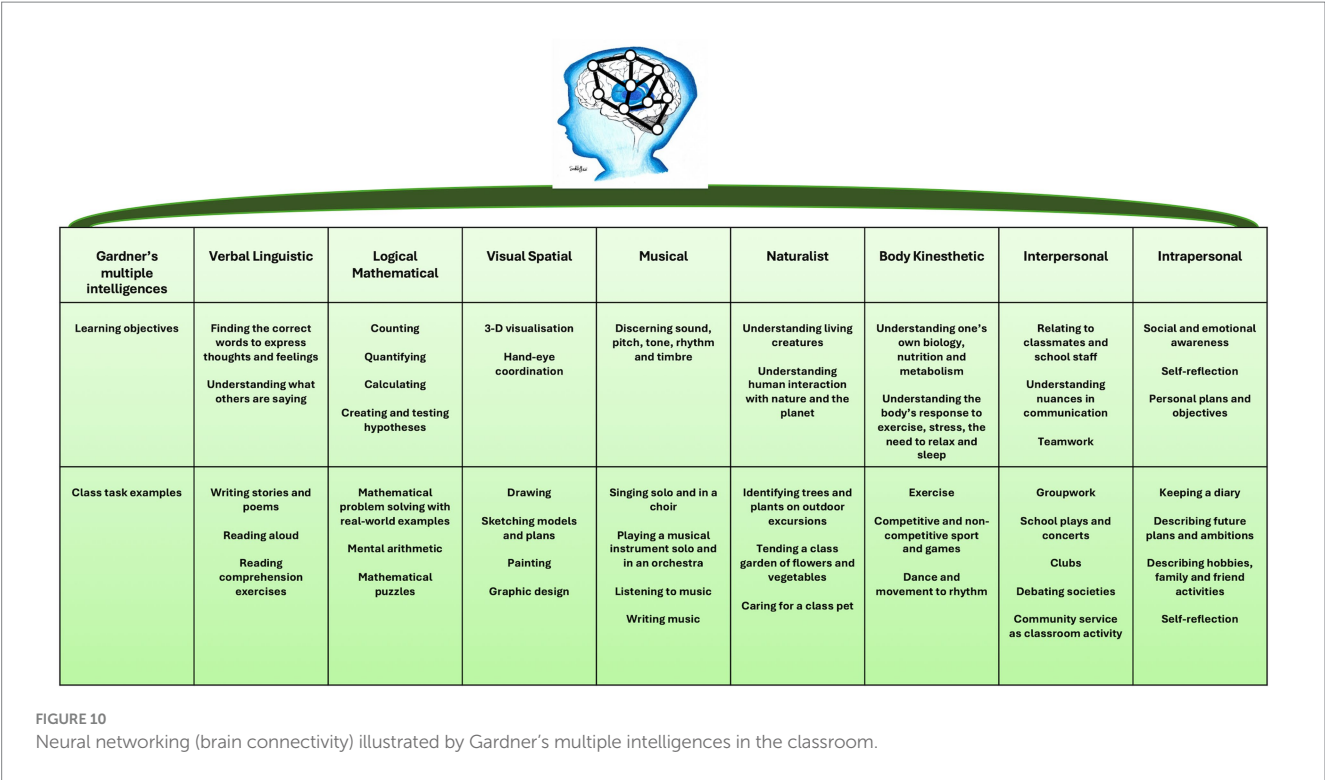 Gardner's
multiple
intelligences
Verbal Linguistic
Logical
Mathematical
Visual Spatial
Musical
Naturalist
Body Kinesthetic
Interpersonal
Intrapersonal
Learning objectives
Finding the correct
words to express
thoughts and feelings
Understanding what
others are saying
Counting
Quantifying
Calculating
Creating and testing
hypotheses
3-D visualisation
Hand-eye
coordination
Discerning sound,
pitch, tone, rhythm
and timbre
Understanding living
creatures
Understanding
human interaction
with nature and the
planet
Understanding one's
own biology,
nutrition and
metabolism
Understanding the
body's response to
exercise, stress, the
need to relax and
sleep
Relating to
classmates and
school staff
Understanding
nuances in
communication
Teamwork
Social and emotional
awareness
Self-reflection
Personal plans and
objectives
Class task examples
Writing stories and
poems
Reading aloud
Reading
comprehension
exercises
Mathematical
problem solving with
real-world examples
Mental arithmetic
Mathematical
puzzles
Drawing
Sketching models
and plans
Painting
Graphic design
Singing solo and in a
choir
Playing a musical
instrument solo and
in an orchestra
Listening to music
Writing music
Identifying trees and
plants on outdoor
excursions
Tending a class
garden of flowers and
vegetables
Caring for a class pet
Exercise
Competitive and non-
competitive sport
and games
Dance and
movement to rhythm
Groupwork
School plays and
concerts
Clubs
Debating societies
Community service
as classroom activity
Keeping a diary
Describing future
plans and ambitions
Describing hobbies,
family and friend
activities
Self-reflection
FIGURE 10
Neural networking (brain connectivity) illustrated by Gardner's multiple intelligences in the classroom.